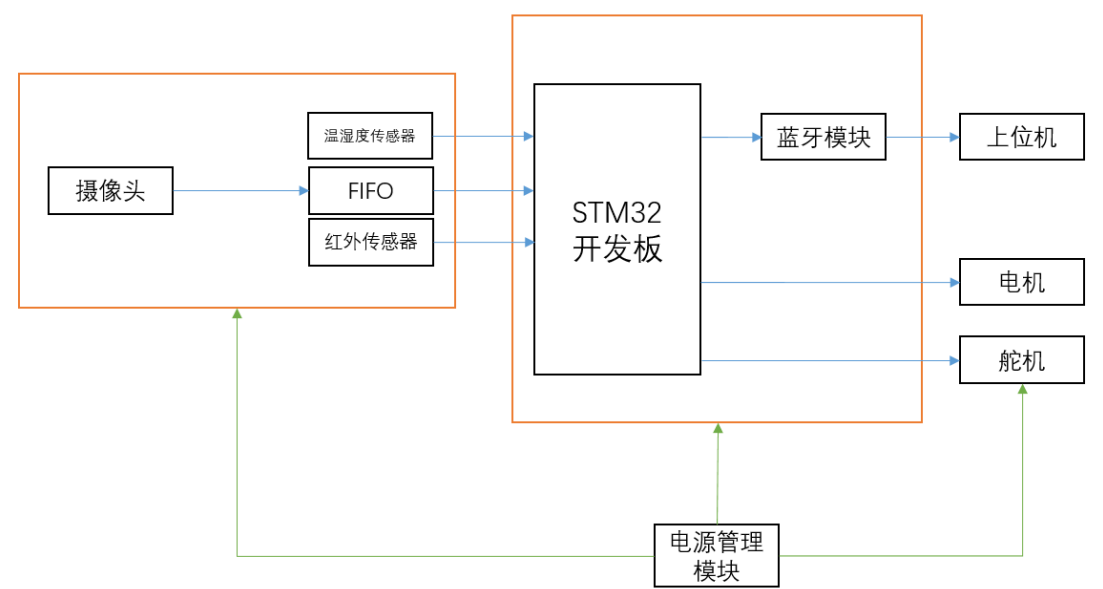 温湿度传感器
摄像头
FIFO
红外传感器
STM32
开发板
蓝牙模块
上位机
电机
舵机
电源管理
模块